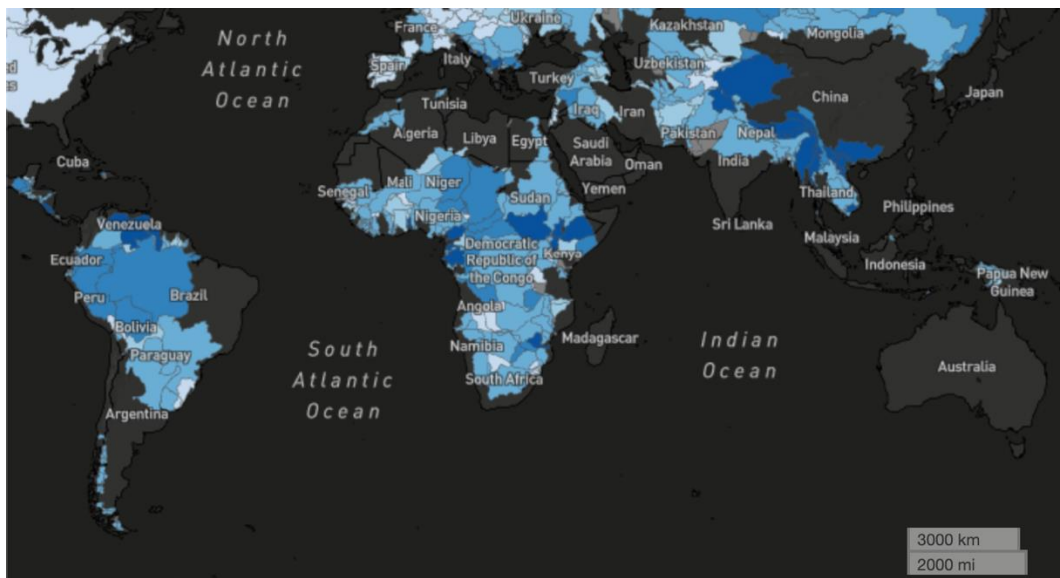 Ukraine
France
Kazakhstan
Mongolia
North
Atlantic
Ocean
Spain
Italy
Uzbekistan
Turkey
China
Japan
Tunisia
Iraq
Iran
Algeria
Libya
Egypt
Pakistan
Nepal
Saudi
Arabia
Oman
India
Cuba
Senegal
Mali
Niger
Sudan
Yemen
Thailand
Philippines
Nigeria
Sri Lanka
Venezuela
Malaysia
Democratic
Republic of
the Congo
Kenya
Ecuador
Indonesia
Papua New
Guinea
Peru
Brazil
Angola
Bolivia
Madagascar
Indian
Ocean
Namibia
Paraguay
South
Atlantic
Ocean
South Africa
Australia
Argentina
3000 km
2000 mi